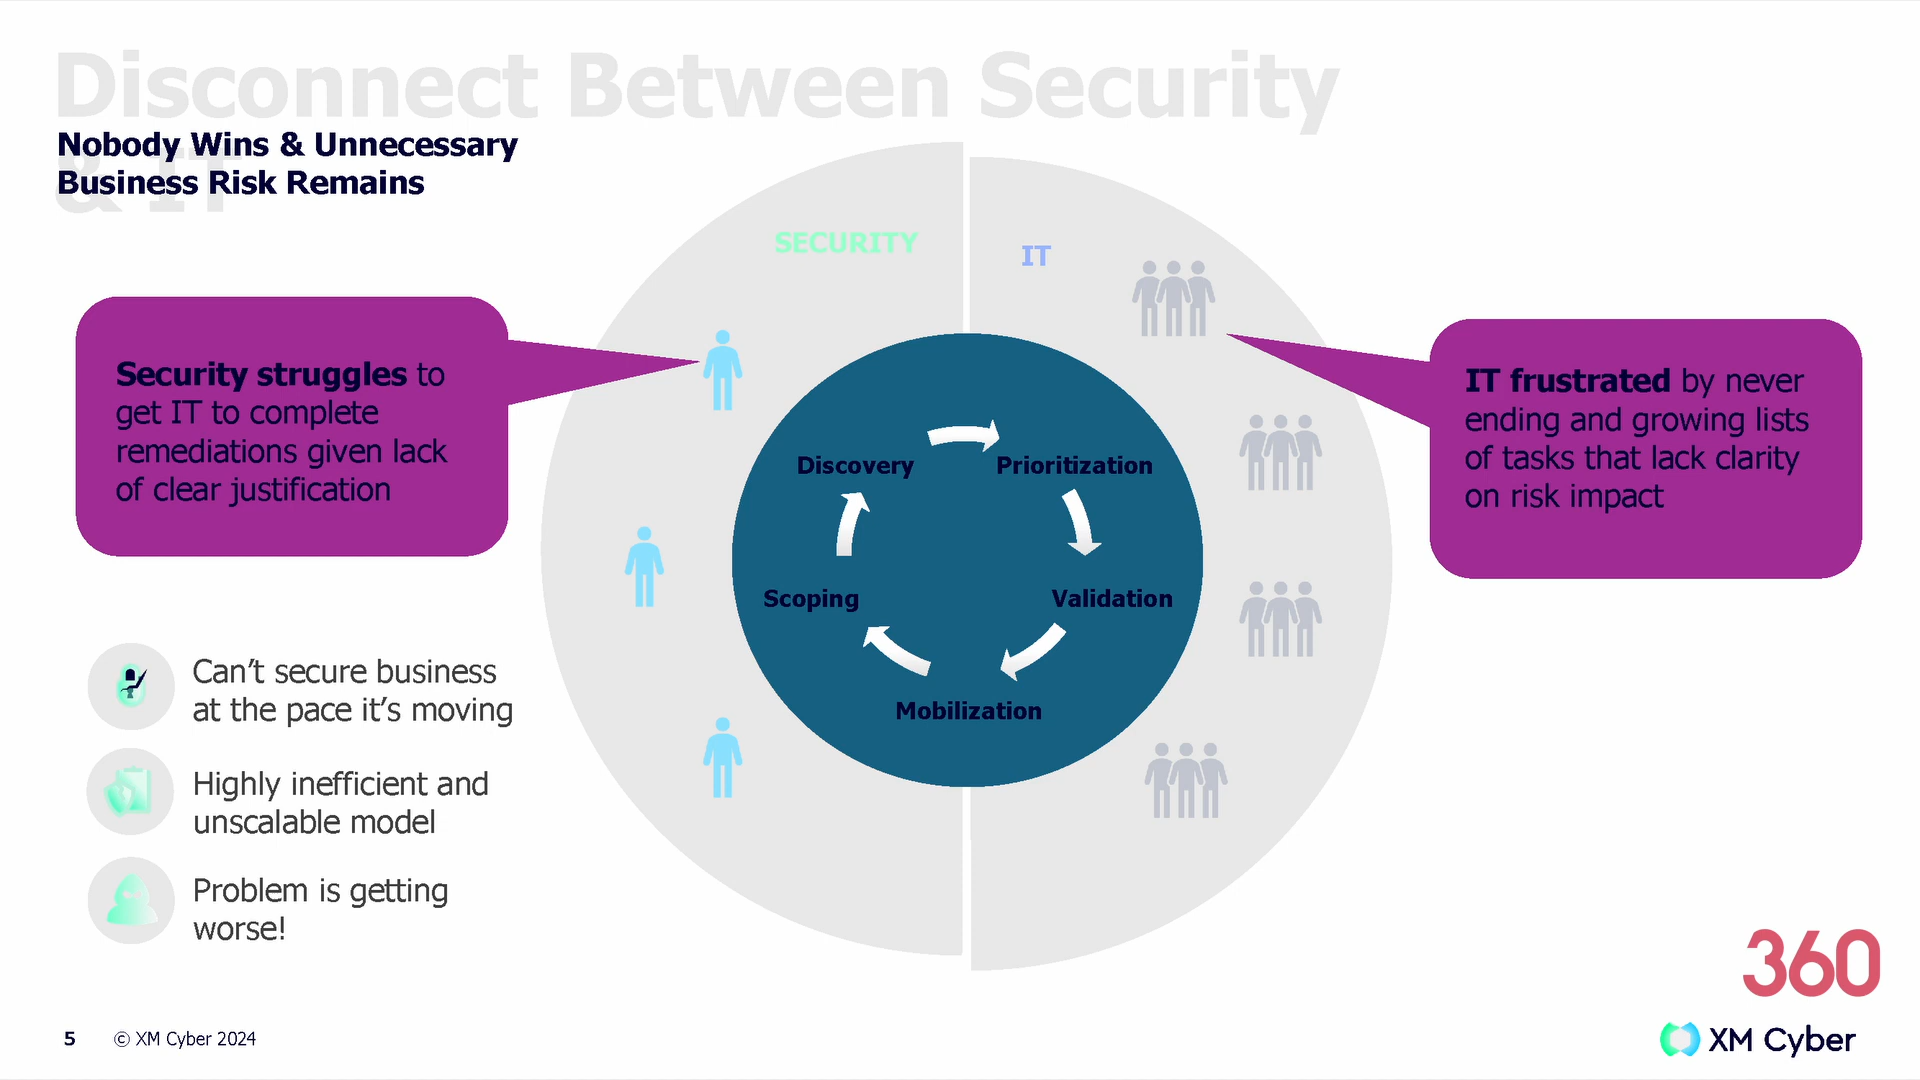 Disconnect Between Security
& IT
Nobody Wins & Unnecessary
Business Risk Remains
SECURITY
IT
Security struggles to
get IT to complete
remediations given lack
of clear justification
IT frustrated by never
ending and growing lists
of tasks that lack clarity
on risk impact
Discovery
Prioritization
Scoping
Validation
Mobilization
Can’t secure business
at the pace it’s moving
Highly inefficient and
unscalable model
Problem is getting
worse!
360
5
© XM Cyber 2024
XM Cyber